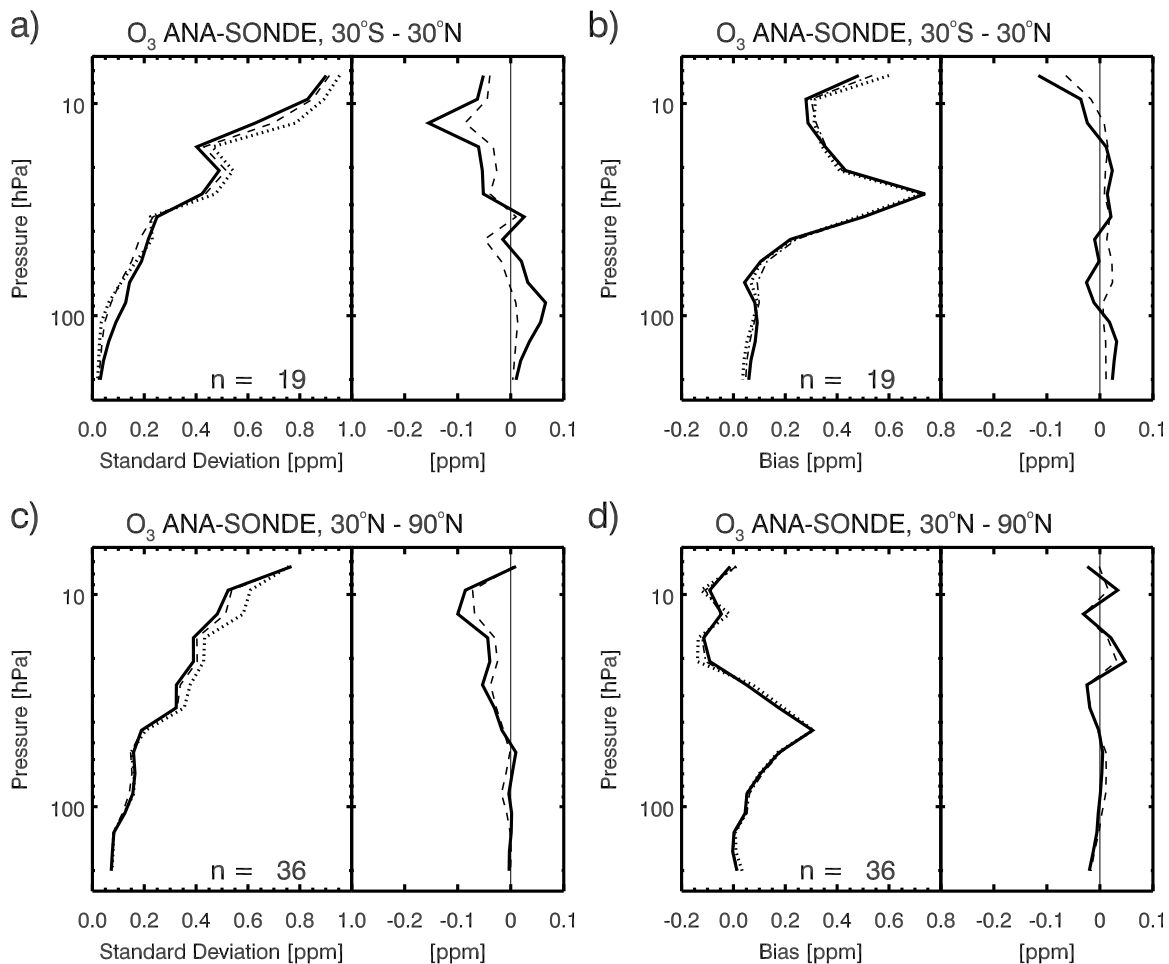 a)
O3 ANA-SONDE, 30°S - 30°N
Pressure [hPa]
10
100
n = 19
0.0 0.2 0.4 0.6 0.8 1.0
Standard Deviation [ppm]
-0.2 -0.1 0 0.1
[ppm]
b)
O3 ANA-SONDE, 30°S - 30°N
Pressure [hPa]
10
100
n = 19
-0.2 0.0 0.2 0.4 0.6 0.8
Bias [ppm]
-0.2 -0.1 0 0.1
[ppm]
c)
O3 ANA-SONDE, 30°N - 90°N
Pressure [hPa]
10
100
n = 36
0.0 0.2 0.4 0.6 0.8 1.0
Standard Deviation [ppm]
-0.2 -0.1 0 0.1
[ppm]
d)
O3 ANA-SONDE, 30°N - 90°N
Pressure [hPa]
10
100
n = 36
-0.2 0.0 0.2 0.4 0.6 0.8
Bias [ppm]
-0.2 -0.1 0 0.1
[ppm]